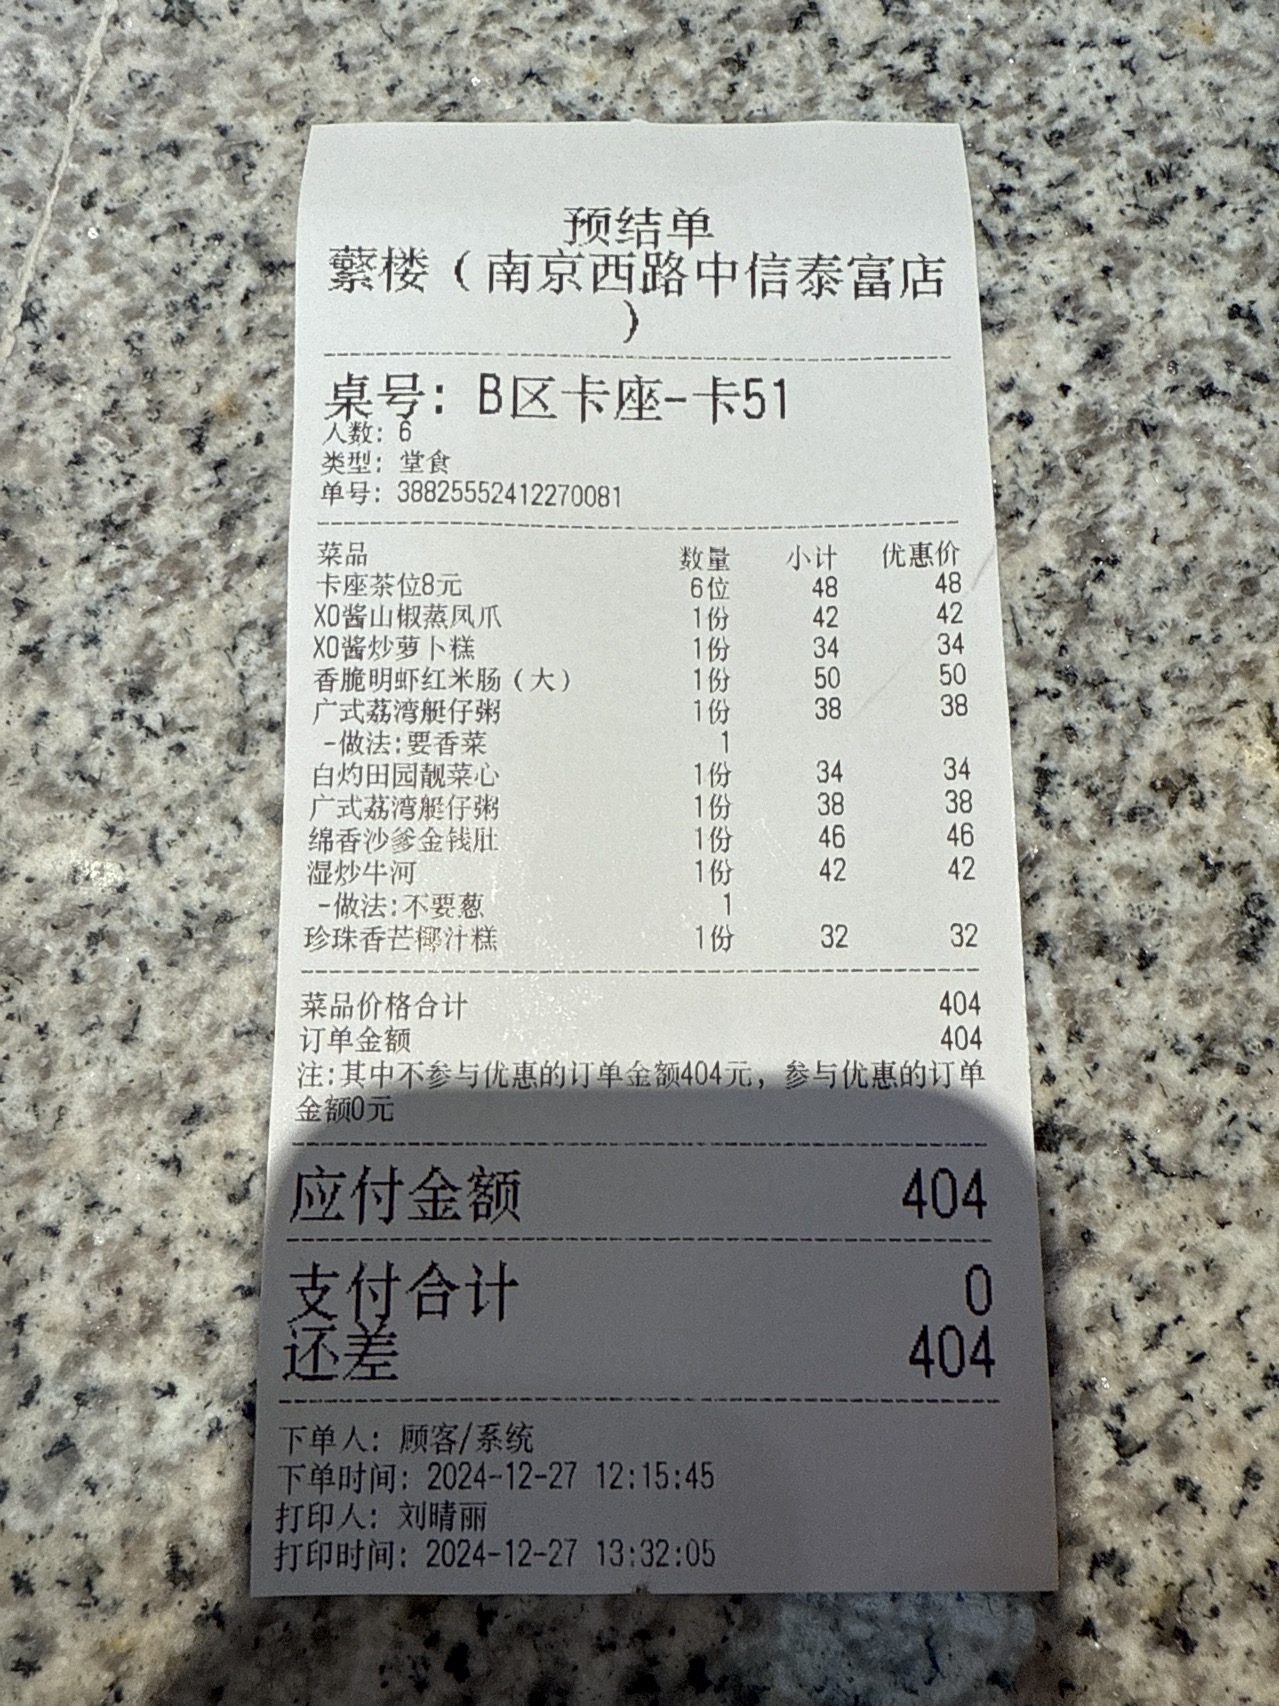 预结单
蘩楼（南京西路中信泰富店
）
桌号: B区卡座-卡51
人数: 6
类型: 堂食
单号: 38825552412270081
菜品 数量 小计 优惠价
卡座茶位8元 6位 48 48
XO酱山椒蒸凤爪 1份 42 42
XO酱炒萝卜糕 1份 34 34
香脆明虾红米肠（大） 1份 50 50
广式荔湾艇仔粥 1份 38 38
-做法:要香菜 1
白灼田园靓菜心 1份 34 34
广式荔湾艇仔粥 1份 38 38
绵香沙爹金钱肚 1份 46 46
湿炒牛河 1份 42 42
-做法:不要葱 1
珍珠香芒椰汁糕 1份 32 32
菜品价格合计 404
订单金额 404
注:其中不参与优惠的订单金额404元，参与优惠的订单
金额0元
应付金额 404
支付合计 0
还差 404
下单人: 顾客/系统
下单时间: 2024-12-27 12:15:45
打印人: 刘晴丽
打印时间: 2024-12-27 13:32:05